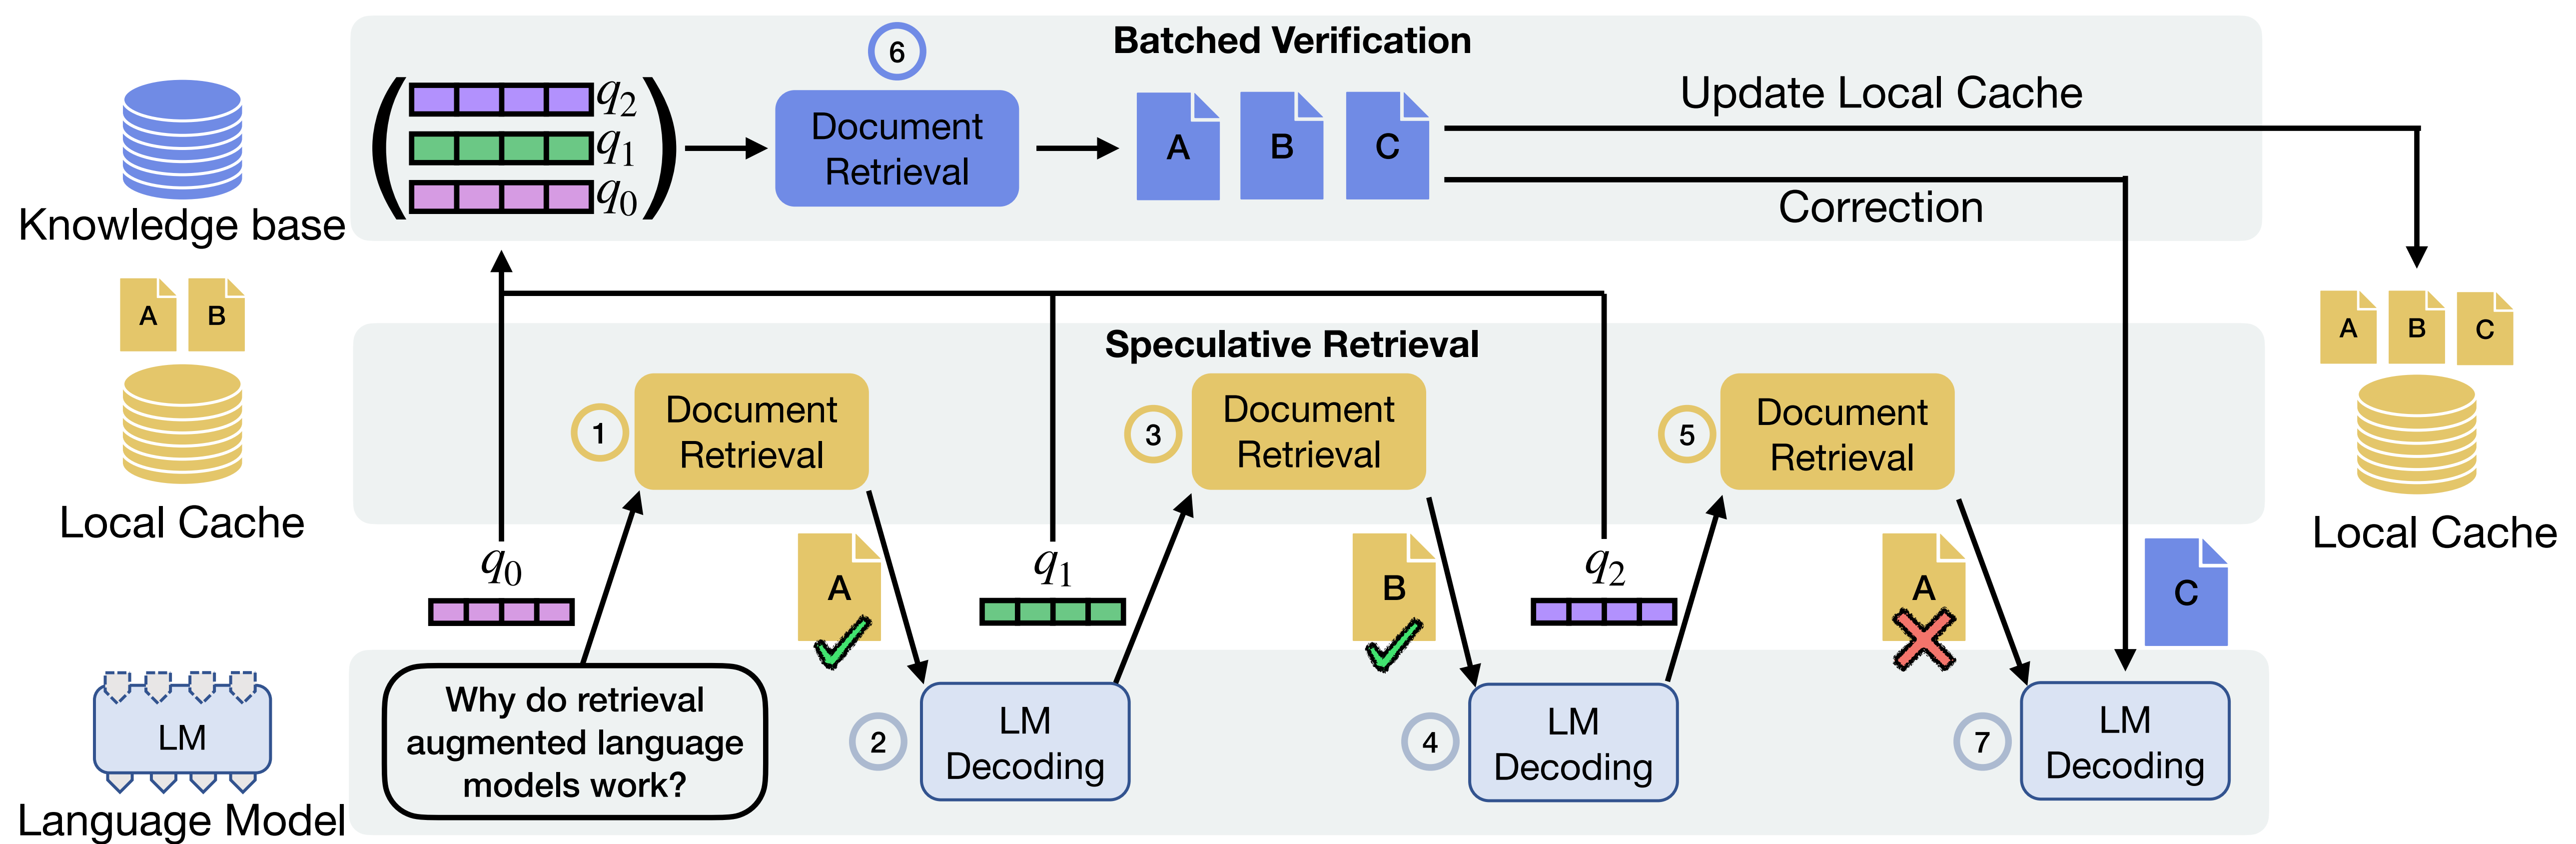 Batched Verification
6
q2
q1
q0
Document
Retrieval
A
B
C
Update Local Cache
Correction
Knowledge base
A
B
Local Cache
Speculative Retrieval
1
Document
Retrieval
3
Document
Retrieval
5
Document
Retrieval
A
B
C
Local Cache
q0
A
q1
B
q2
A
C
LM
Language Model
Why do retrieval
augmented language
models work?
2
LM
Decoding
4
LM
Decoding
7
LM
Decoding